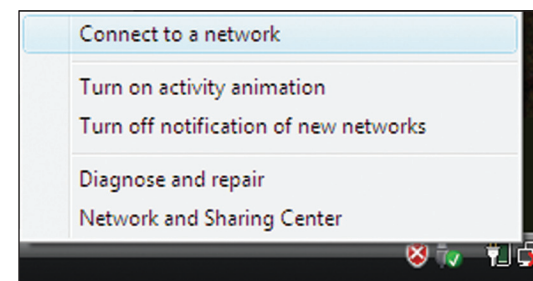 Connect to a network
Turn on activity animation
Turn off notification of new networks
Diagnose and repair
Network and Sharing Center